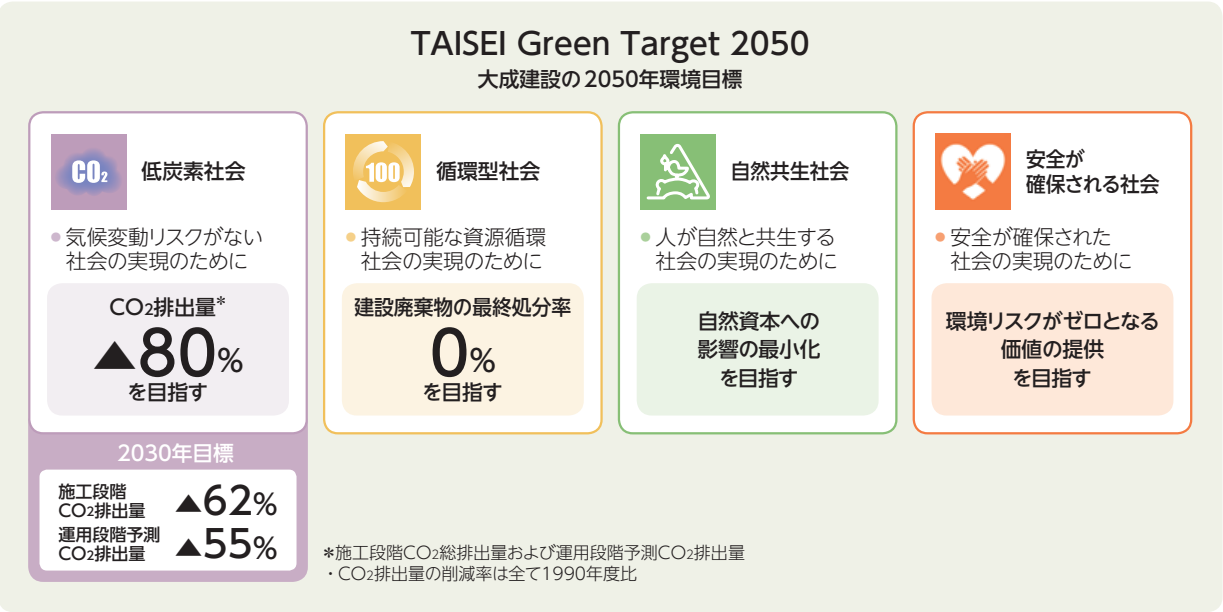 TAISEI Green Target 2050
大成建設の2050年環境目標
CO2
低炭素社会
●気候変動リスクがない
社会の実現のために
CO2排出量*
▲80%
を目指す
2030年目標
施工段階
CO2排出量
▲62%
運用段階予測
CO2排出量
▲55%
100
循環型社会
●持続可能な資源循環
社会の実現のために
建設廃棄物の最終処分率
0%
を目指す
自然共生社会
●人が自然と共生する
社会の実現のために
自然資本への
影響の最小化
を目指す
安全が
確保される社会
●安全が確保された
社会の実現のために
環境リスクがゼロとなる
価値の提供
を目指す
*施工段階CO2総排出量および運用段階予測CO2排出量
・CO2排出量の削減率は全て1990年度比